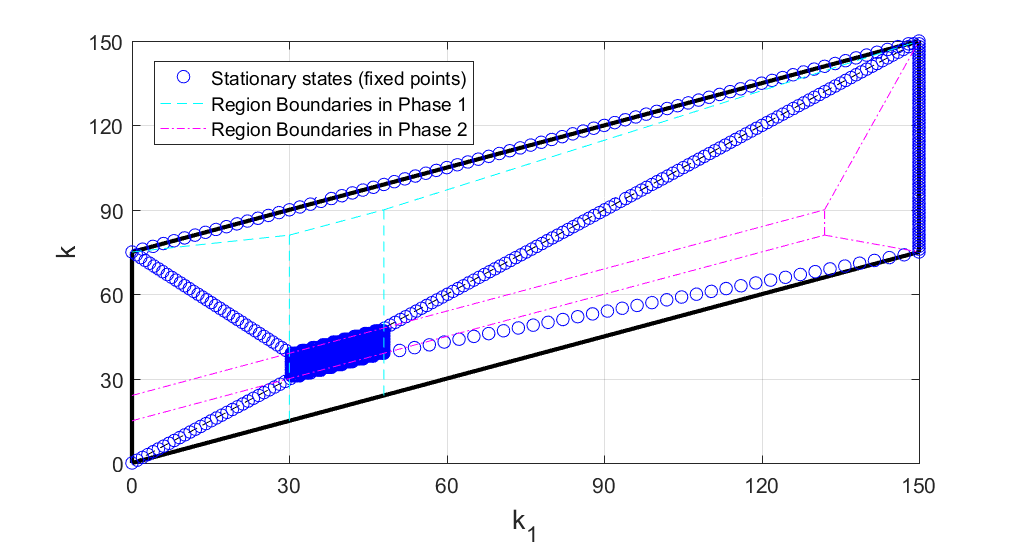 150
120
90
60
30
0
k
Stationary states (fixed points)
Region Boundaries in Phase 1
Region Boundaries in Phase 2
0 30 60 90 120 150
k1